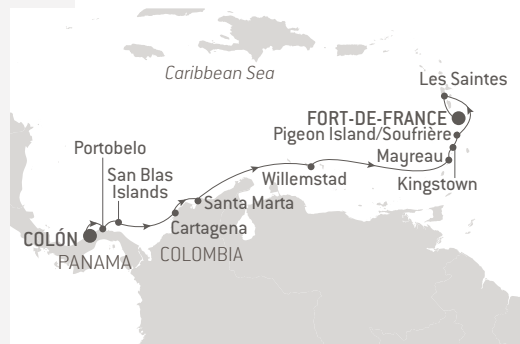 Caribbean Sea
Les Saintes
FORT-DE-FRANCE
Pigeon Island/Soufrière
Mayreau
Kingstown
Willemstad
Portobelo
San Blas
Islands
Santa Marta
Cartagena
COLÓN
PANAMA
COLOMBIA